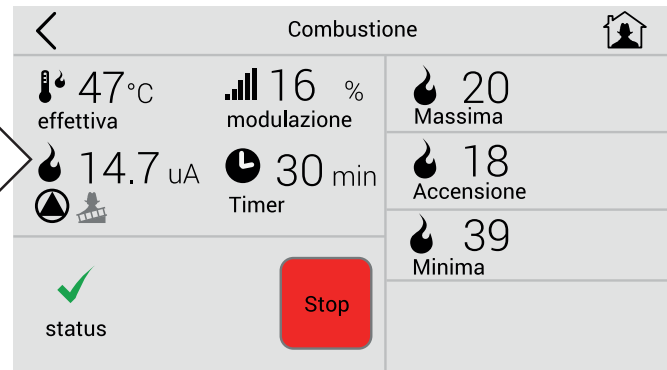 Combustione
47°C
effettiva
16 %
modulazione
14.7 uA
30 min
Timer
20
Massima
18
Accensione
39
Minima
status
Stop